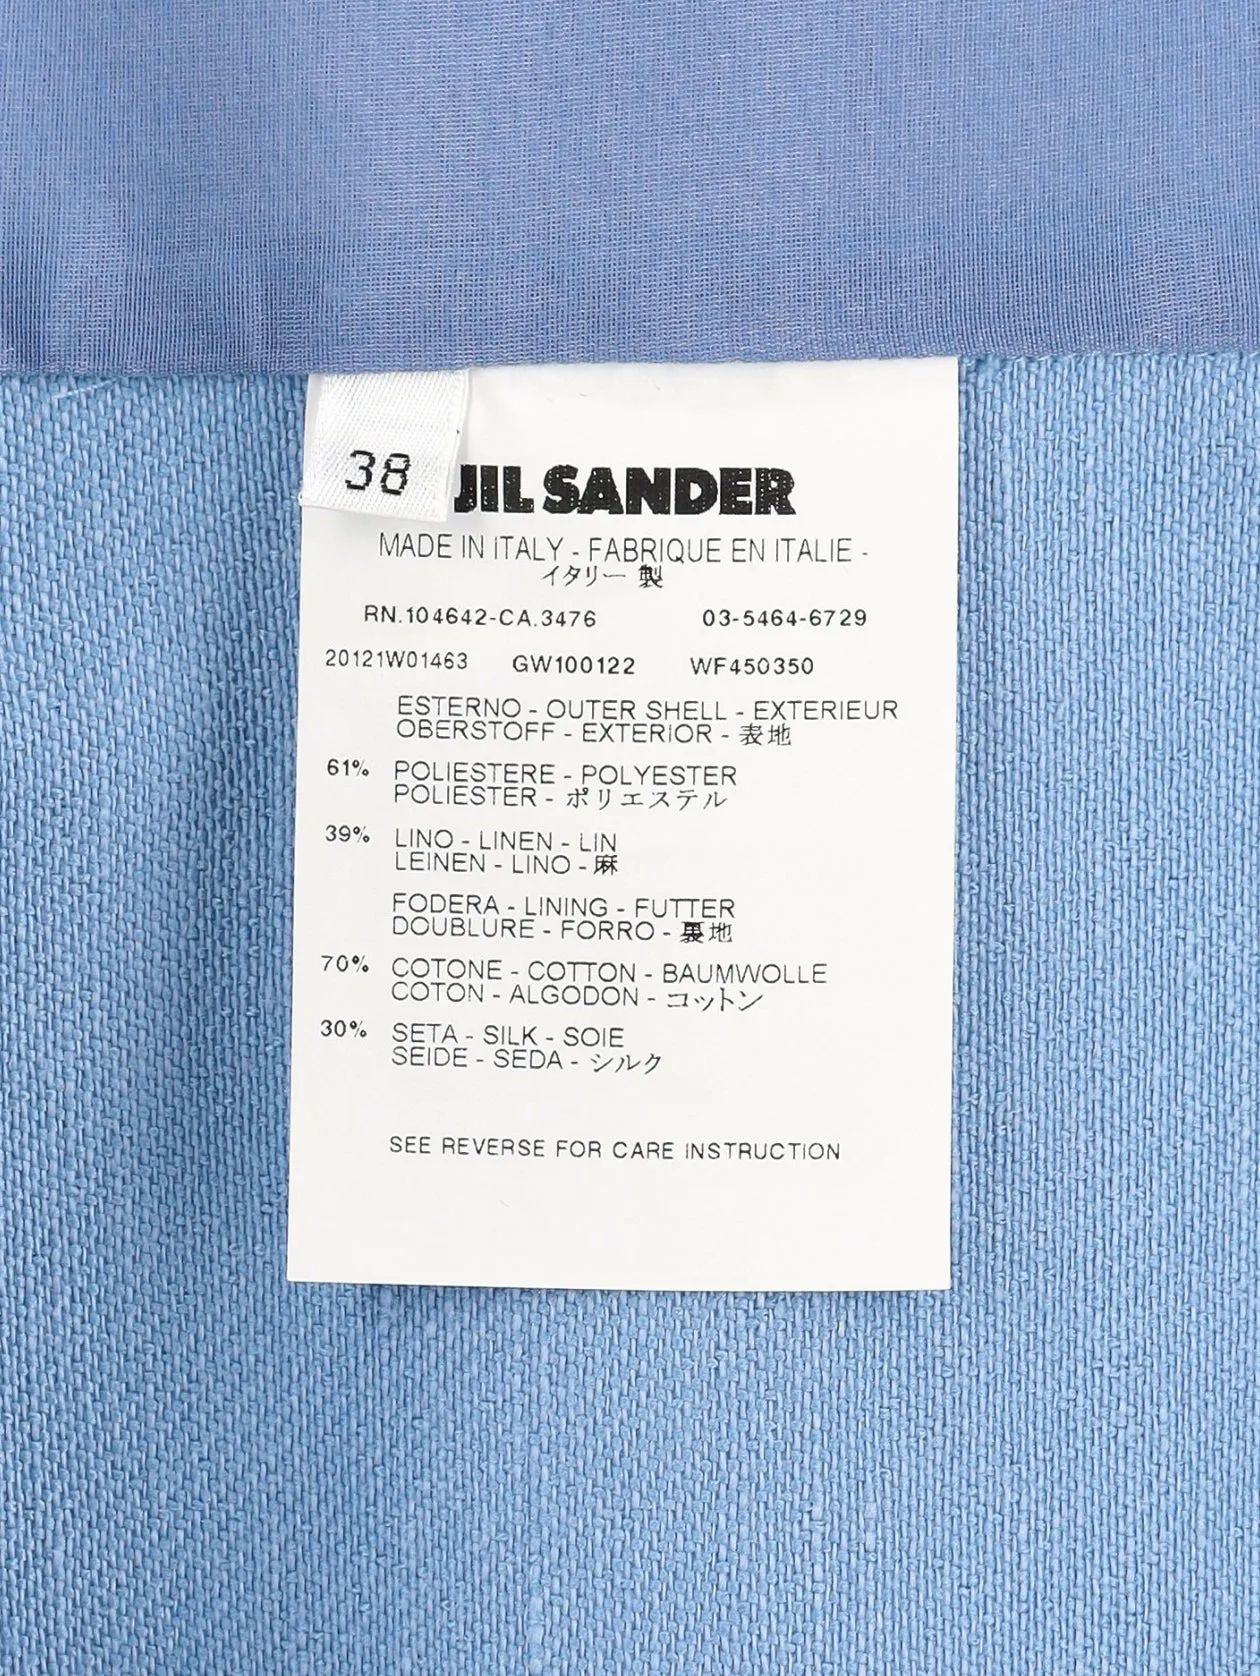 38
JIL SANDER
MADE IN ITALY - FABRIQUE EN ITALIE -
イタリー 製
RN.104642-CA.3476 03-5464-6729
20121W01463 GW100122 WF450350
ESTERNO - OUTER SHELL - EXTERIEUR
OBERSTOFF - EXTERIOR - 表地
61% POLIESTERE - POLYESTER
POLIESTER - ポリエステル
39% LINO - LINEN - LIN
LEINEN - LINO - 麻
FODERA - LINING - FUTTER
DOUBLURE - FORRO - 裏地
70% COTONE - COTTON - BAUMWOLLE
COTON - ALGODON - コットン
30% SETA - SILK - SOIE
SEIDE - SEDA - シルク
SEE REVERSE FOR CARE INSTRUCTION